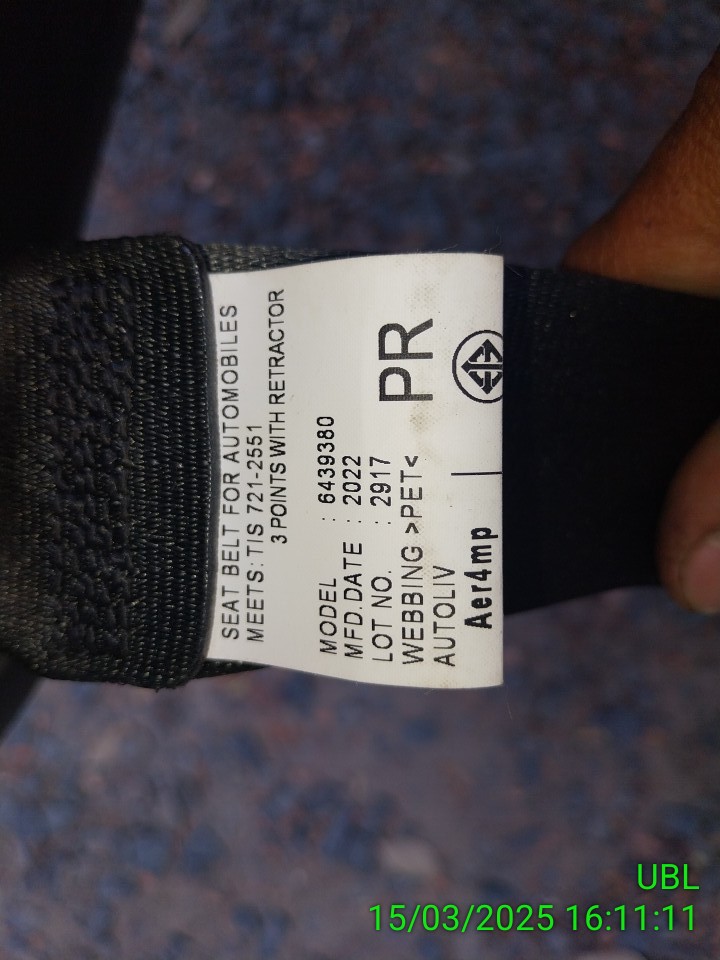 SEAT BELT FOR AUTOMOBILES
MEETS: TIS 721-2551
3 POINTS WITH RETRACTOR
MODEL : 6439380
MFD.DATE : 2022
LOT NO. : 2917
WEBBING >PET<
AUTOLIV
PR
Aer4mp
UBL
15/03/2025 16:11:11